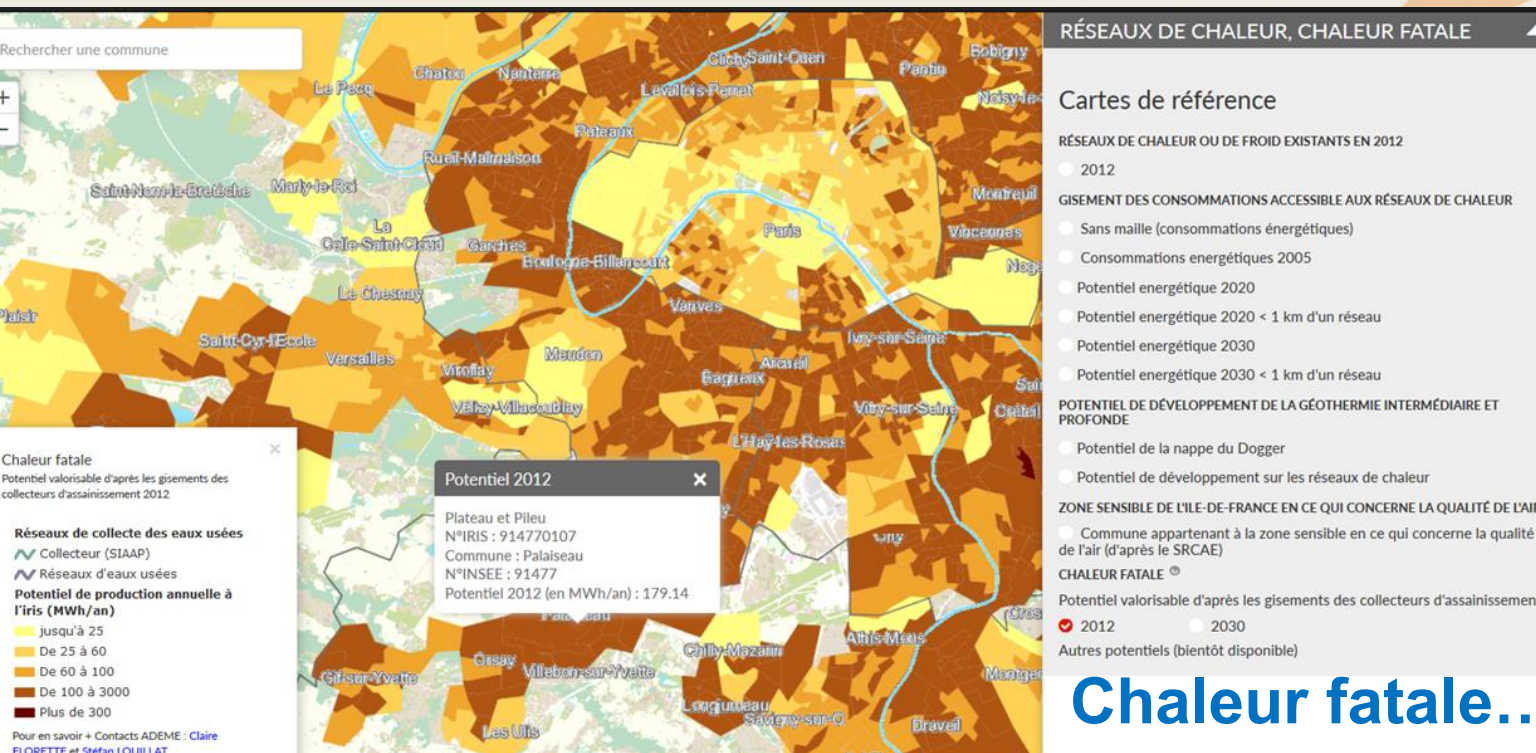 Rechercher une commune
+
−
Chatou
Nanterre
Clichy
Saint-Ouen
Pantin
Bobigny
Le Pecq
Levallois-Perret
Puteaux
Rueil-Malmaison
Saint-Nom-la-Bretèche
Marly-le-Roi
Montreuil
La
Celle-Saint-Cloud
Garches
Paris
Vincennes
Boulogne-Billancourt
Le Chesnay
Vanves
Saint-Cyr-l'Ecole
Versailles
Viroflay
Meudon
Ivry-sur-Seine
Arcueil
Bagneux
Vélizy-Villacoublay
Vitry-sur-Seine
Créteil
L'Haÿ-les-Roses
Orly
Palaiseau
Athis-Mons
Orsay
Chilly-Mazarin
Gif-sur-Yvette
Villebon-sur-Yvette
Longjumeau
Savigny-sur-O
Draveil
Les Ulis
Potentiel 2012
Plateau et Pileu
N°IRIS : 914770107
Commune : Palaiseau
N°INSEE : 91477
Potentiel 2012 (en MWh/an) : 179.14
Chaleur fatale
Potentiel valorisable d'après les gisements des
collecteurs d'assainissement 2012
Réseaux de collecte des eaux usées
Collecteur (SIAAP)
Réseaux d'eaux usées
Potentiel de production annuelle à
l'iris (MWh/an)
jusqu'à 25
De 25 à 60
De 60 à 100
De 100 à 3000
Plus de 300
Pour en savoir + Contacts ADEME : Claire
FLORETTE et Stéfan LOUILLAT
RÉSEAUX DE CHALEUR, CHALEUR FATALE
Cartes de référence
RÉSEAUX DE CHALEUR OU DE FROID EXISTANTS EN 2012
2012
GISEMENT DES CONSOMMATIONS ACCESSIBLE AUX RÉSEAUX DE CHALEUR
Sans maille (consommations énergétiques)
Consommations energétiques 2005
Potentiel energétique 2020
Potentiel energétique 2020 < 1 km d'un réseau
Potentiel energétique 2030
Potentiel energétique 2030 < 1 km d'un réseau
POTENTIEL DE DÉVELOPPEMENT DE LA GÉOTHERMIE INTERMÉDIAIRE ET
PROFONDE
Potentiel de la nappe du Dogger
Potentiel de développement sur les réseaux de chaleur
ZONE SENSIBLE DE L'ILE-DE-FRANCE EN CE QUI CONCERNE LA QUALITÉ DE L'AIR
Commune appartenant à la zone sensible en ce qui concerne la qualité
de l'air (d'après le SRCAE)
CHALEUR FATALE
Potentiel valorisable d'après les gisements des collecteurs d'assainissement
2012 2030
Autres potentiels (bientôt disponible)
Chaleur fatale…